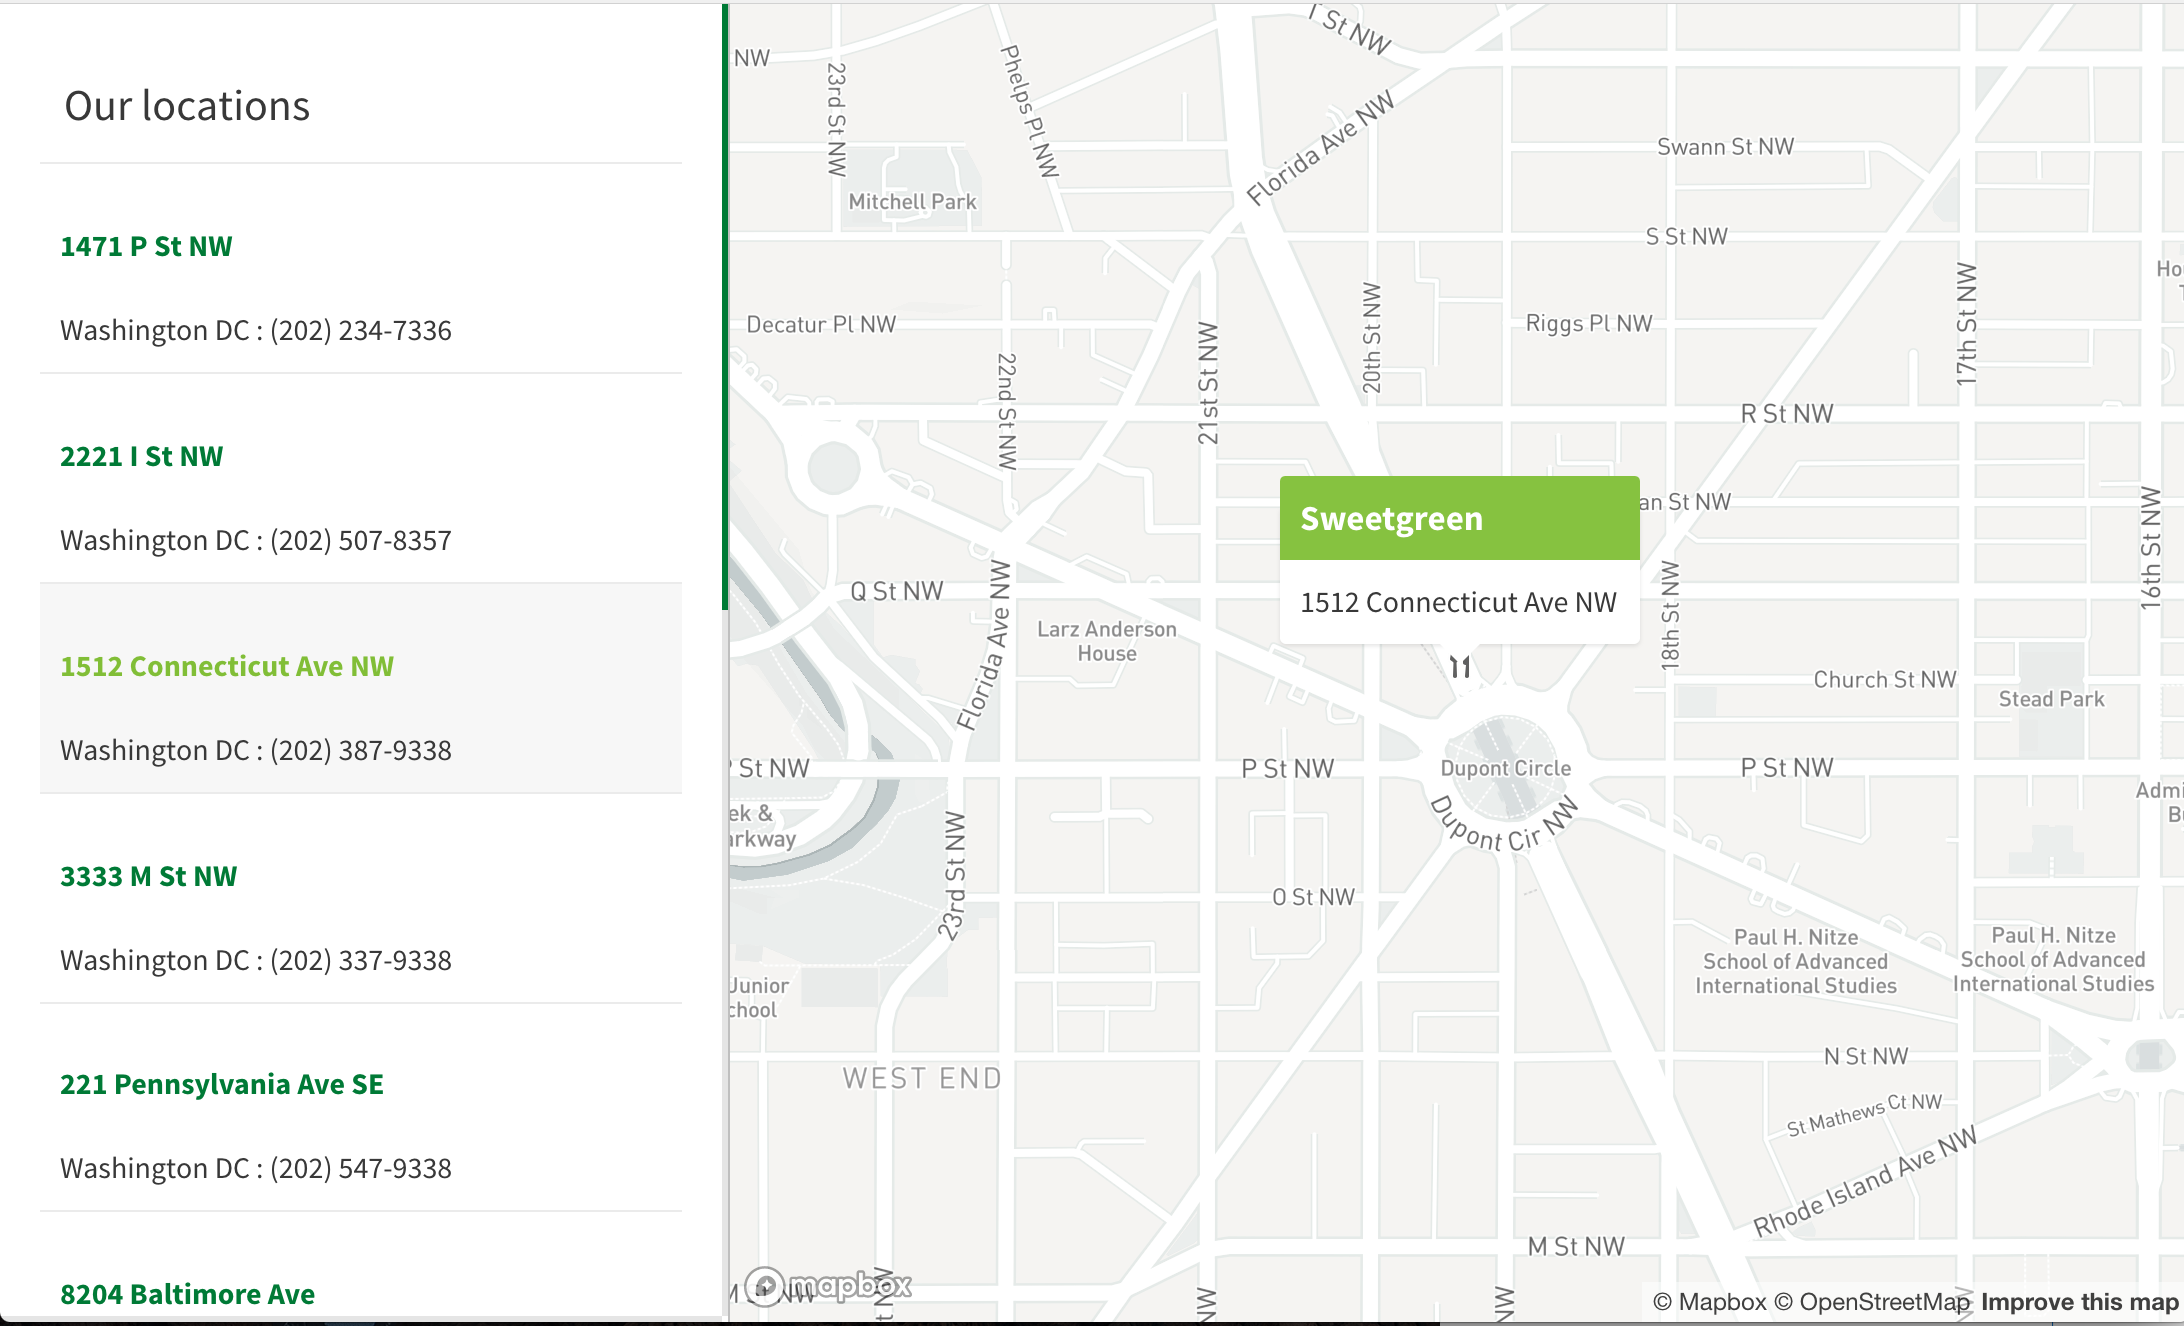 Our locations
1471 P St NW
Washington DC : (202) 234-7336
2221 I St NW
Washington DC : (202) 507-8357
1512 Connecticut Ave NW
Washington DC : (202) 387-9338
3333 M St NW
Washington DC : (202) 337-9338
221 Pennsylvania Ave SE
Washington DC : (202) 547-9338
8204 Baltimore Ave
NW
23rd St NW
Phelps Pl NW
T St NW
Florida Ave NW
Swann St NW
Mitchell Park
S St NW
Decatur Pl NW
22nd St NW
21st St NW
20th St NW
Riggs Pl NW
17th St NW
R St NW
Sweetgreen
1512 Connecticut Ave NW
an St NW
16th St NW
18th St NW
Q St NW
Florida Ave NW
Larz Anderson
House
Church St NW
Stead Park
P St NW
P St NW
Dupont Circle
P St NW
Dupont Cir NW
ek &
arkway
23rd St NW
O St NW
Paul H. Nitze
School of Advanced
International Studies
Paul H. Nitze
School of Advanced
International Studies
Junior
chool
WEST END
N St NW
St Mathews Ct NW
Rhode Island Ave NW
M St NW
mapbox
NW
NW
© Mapbox © OpenStreetMap Improve this map